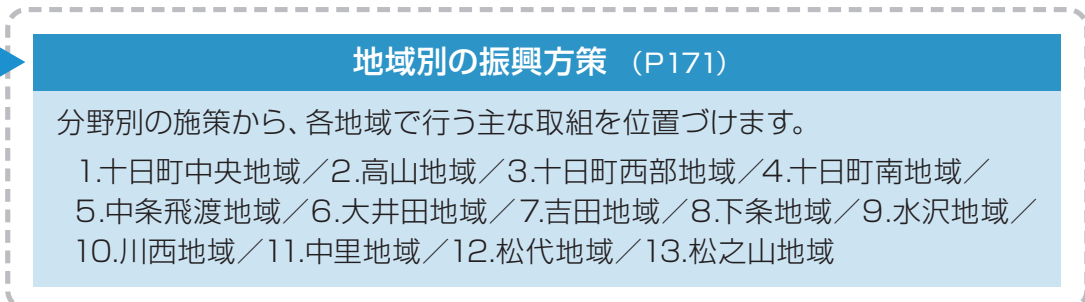 地域別の振興方策 (P171)
分野別の施策から、各地域で行う主な取組を位置づけます。
1.十日町中央地域／2.高山地域／3.十日町西部地域／4.十日町南地域／
5.中条飛渡地域／6.大井田地域／7.吉田地域／8.下条地域／9.水沢地域／
10.川西地域／11.中里地域／12.松代地域／13.松之山地域